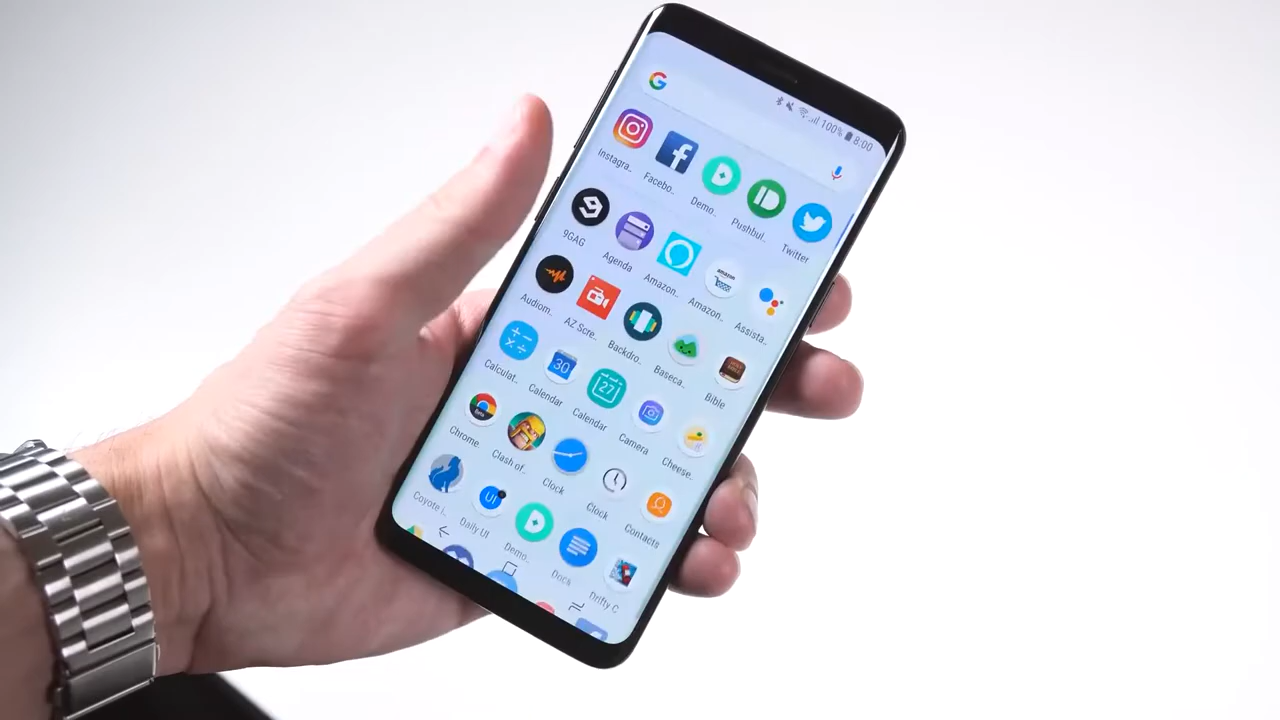 100% 8:00
Instagra.. Facebo.. Demo.. Pushbul.. Twitter
9GAG Agenda Amazon.. Amazon.. Assista..
amazon
Audiom.. AZ Scre.. Backdro.. Baseca.. Bible
30 27
Calculat.. Calendar Calendar Camera Cheese..
Beta
Chrome.. Clash of.. Clock Clock Contacts
UI
Coyote i.. Daily UI Demo.. Docs Drifty C